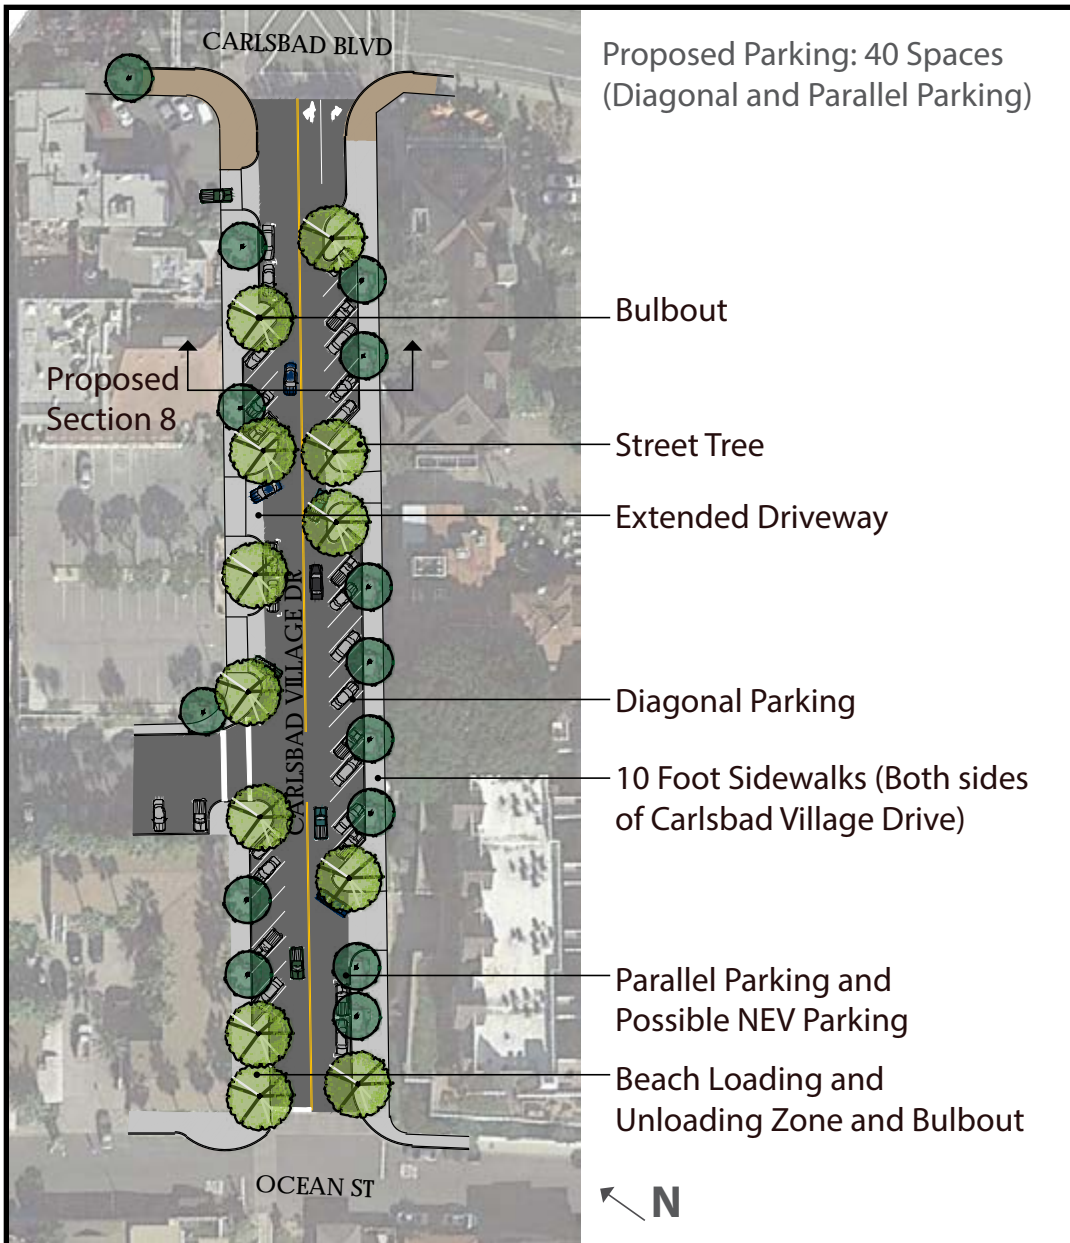 CARLSBAD BLVD
Proposed Parking: 40 Spaces
(Diagonal and Parallel Parking)
Bulbout
Proposed
Section 8
Street Tree
Extended Driveway
CARLSBAD VILLAGE DR
Diagonal Parking
10 Foot Sidewalks (Both sides
of Carlsbad Village Drive)
Parallel Parking and
Possible NEV Parking
Beach Loading and
Unloading Zone and Bulbout
OCEAN ST
N